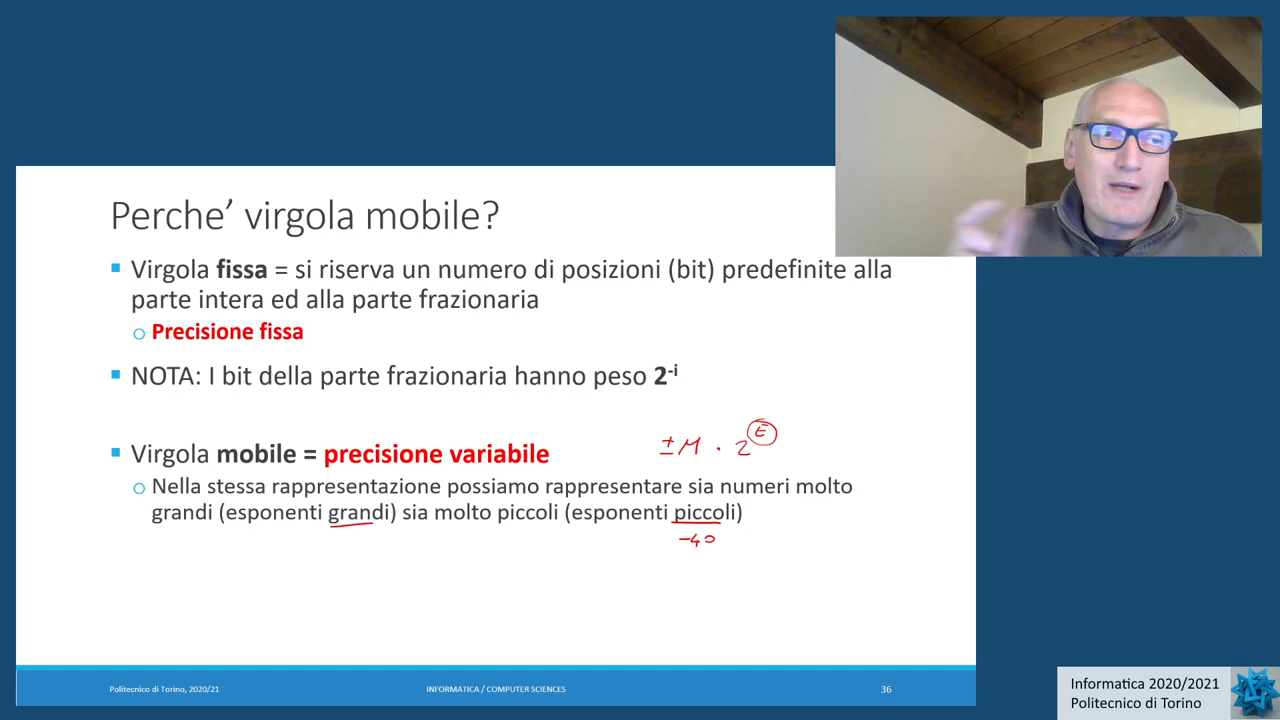 Perche’ virgola mobile?
Virgola fissa = si riserva un numero di posizioni (bit) predefinite alla
parte intera ed alla parte frazionaria
Precisione fissa
NOTA: I bit della parte frazionaria hanno peso 2⁻ⁱ
± M · 2^E
Virgola mobile = precisione variabile
Nella stessa rappresentazione possiamo rappresentare sia numeri molto
grandi (esponenti grandi) sia molto piccoli (esponenti piccoli)
-40
Politecnico di Torino, 2020/21
INFORMATICA / COMPUTER SCIENCES
36
Informatica 2020/2021
Politecnico di Torino